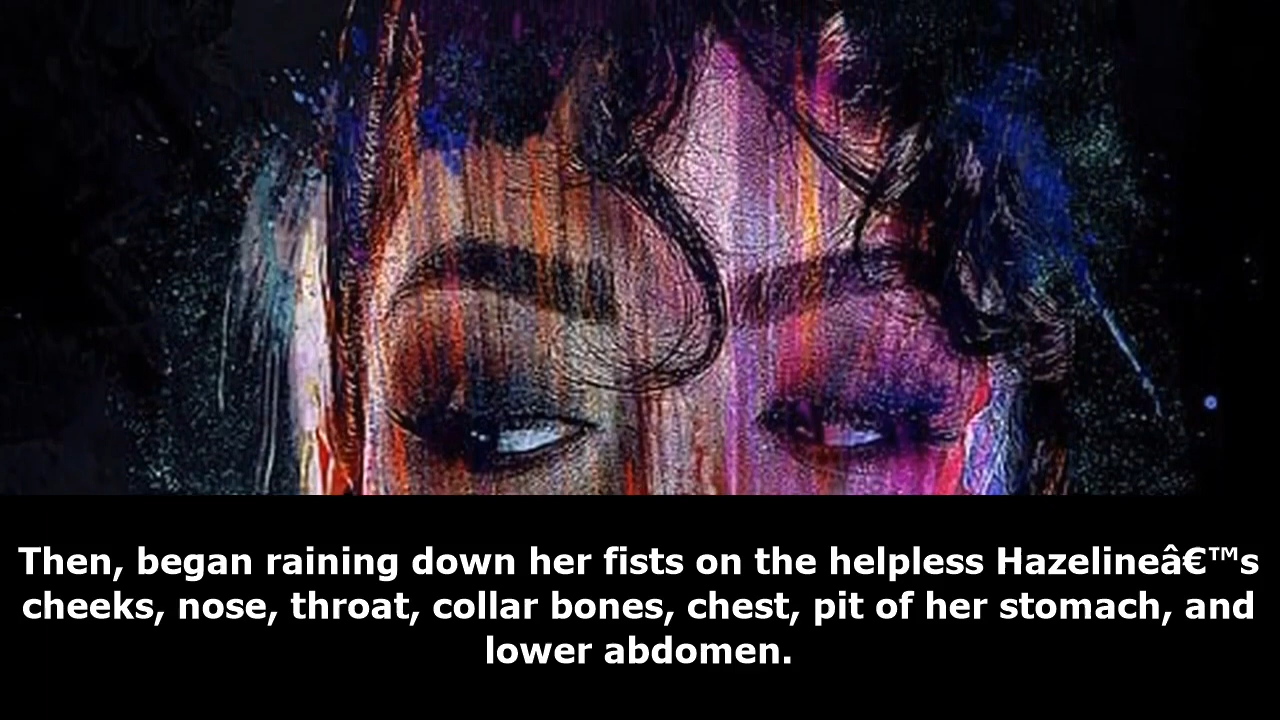 Then, began raining down her fists on the helpless Hazelineâ€™s
cheeks, nose, throat, collar bones, chest, pit of her stomach, and
lower abdomen.